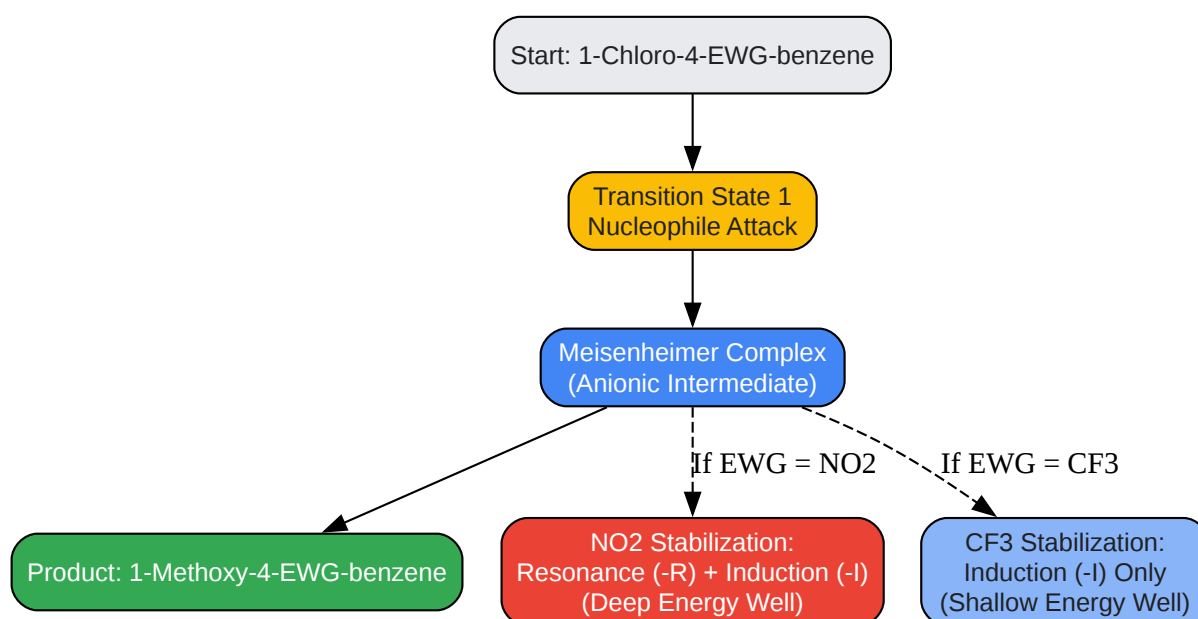 Start: 1-Chloro-4-EWG-benzene
Transition State 1
Nucleophile Attack
Meisenheimer Complex
(Anionic Intermediate)
If EWG = NO2
If EWG = CF3
Product: 1-Methoxy-4-EWG-benzene
NO2 Stabilization:
Resonance (-R) + Induction (-I)
(Deep Energy Well)
CF3 Stabilization:
Induction (-I) Only
(Shallow Energy Well)